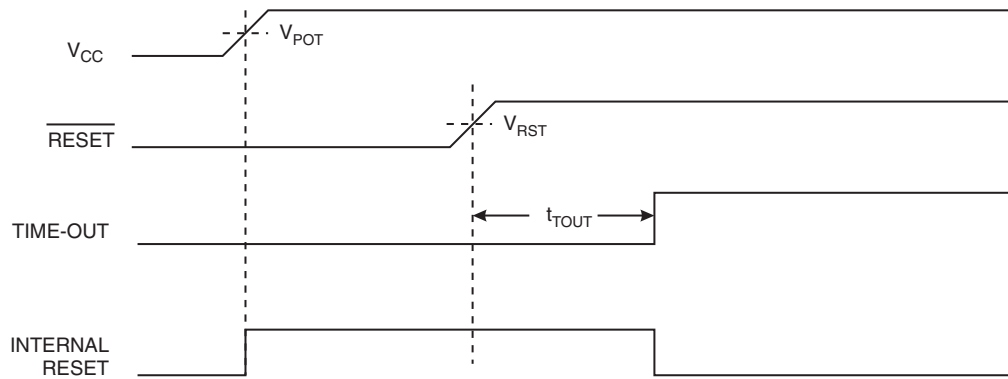 V_CC
V_POT
RESET
V_RST
TIME-OUT
t_TOUT
INTERNAL
RESET